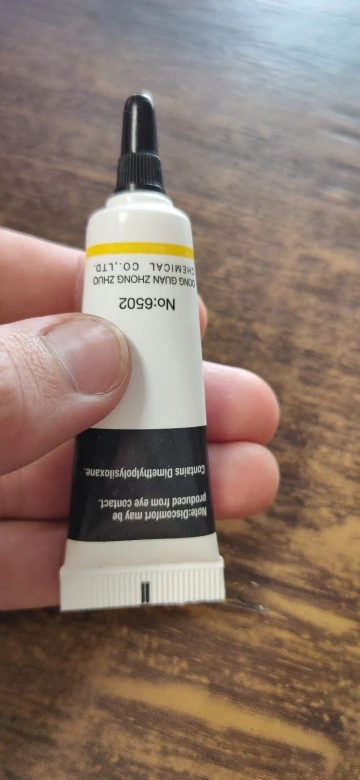 Note:Discomfort may be
produced from eye contact.
Contains Dimethylpolysiloxane.
No:6502
DONG GUAN ZHONG ZHUO
CHEMICAL CO.,LTD.